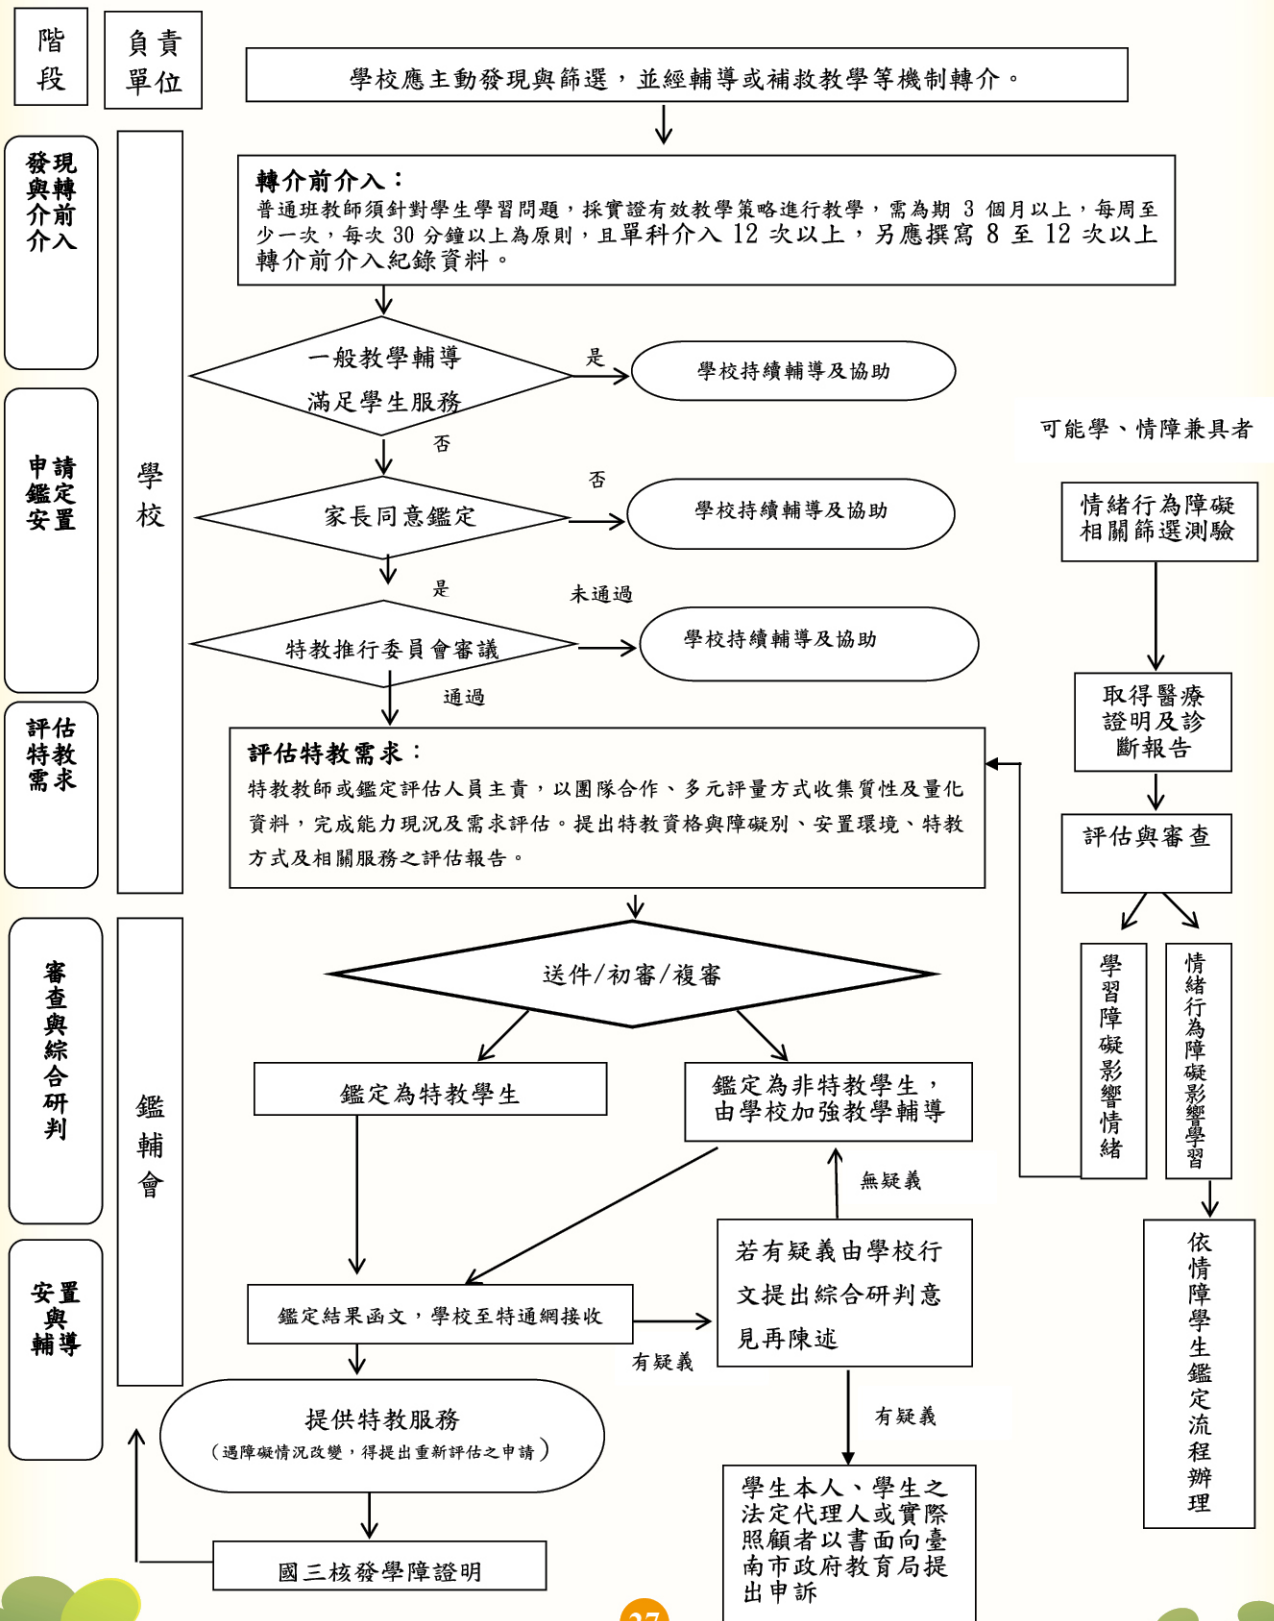 階段
負責單位
學校應主動發現與篩選，並經輔導或補救教學等機制轉介。
發現
與轉
介前
介入
轉介前介入：
普通班教師須針對學生學習問題，採實證有效教學策略進行教學，需為期 3 個月以上，每周至
少一次，每次 30 分鐘以上為原則，且單科介入 12 次以上，另應撰寫 8 至 12 次以上
轉介前介入紀錄資料。
一般教學輔導
滿足學生服務
是
學校持續輔導及協助
否
可能學、情障兼具者
申請
鑑定
安置
學校
家長同意鑑定
否
學校持續輔導及協助
情緒行為障礙
相關篩選測驗
是
未通過
特教推行委員會審議
學校持續輔導及協助
通過
取得醫療
證明及診
斷報告
評估
特教
需求
評估特教需求：
特教教師或鑑定評估人員主責，以團隊合作、多元評量方式收集質性及量化
資料，完成能力現況及需求評估。提出特教資格與障礙別、安置環境、特教
方式及相關服務之評估報告。
評估與審查
審查與綜合研判
鑑輔會
送件/初審/複審
學習障礙影響情緒
情緒行為障礙影響學習
鑑定為特教學生
鑑定為非特教學生，
由學校加強教學輔導
無疑義
安置
與
輔導
鑑定結果函文，學校至特通網接收
有疑義
若有疑義由學校行
文提出綜合研判意
見再陳述
依情障學生鑑定流程辦理
提供特教服務
（遇障礙情況改變，得提出重新評估之申請）
有疑義
國三核發學障證明
學生本人、學生之
法定代理人或實際
照顧者以書面向臺
南市政府教育局提
出申訴
27